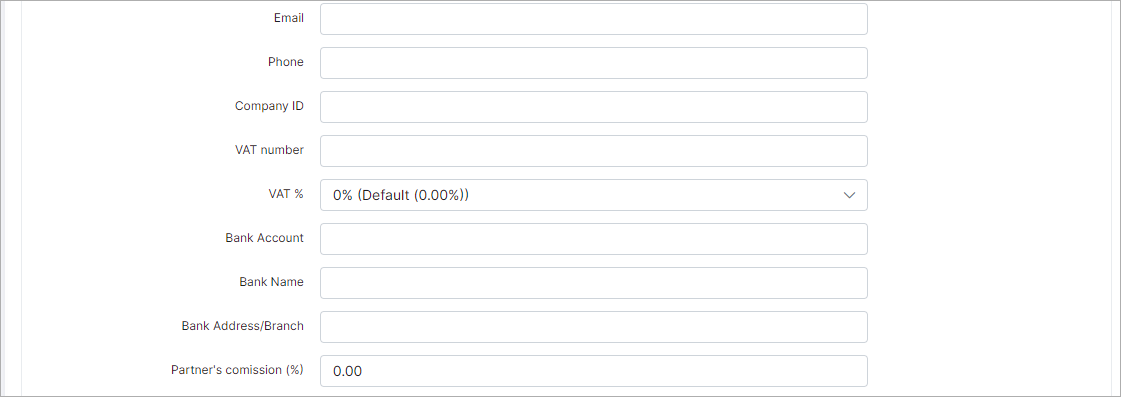 Email
Phone
Company ID
VAT number
VAT % 0% (Default (0.00%))
Bank Account
Bank Name
Bank Address/Branch
Partner's comission (%) 0.00